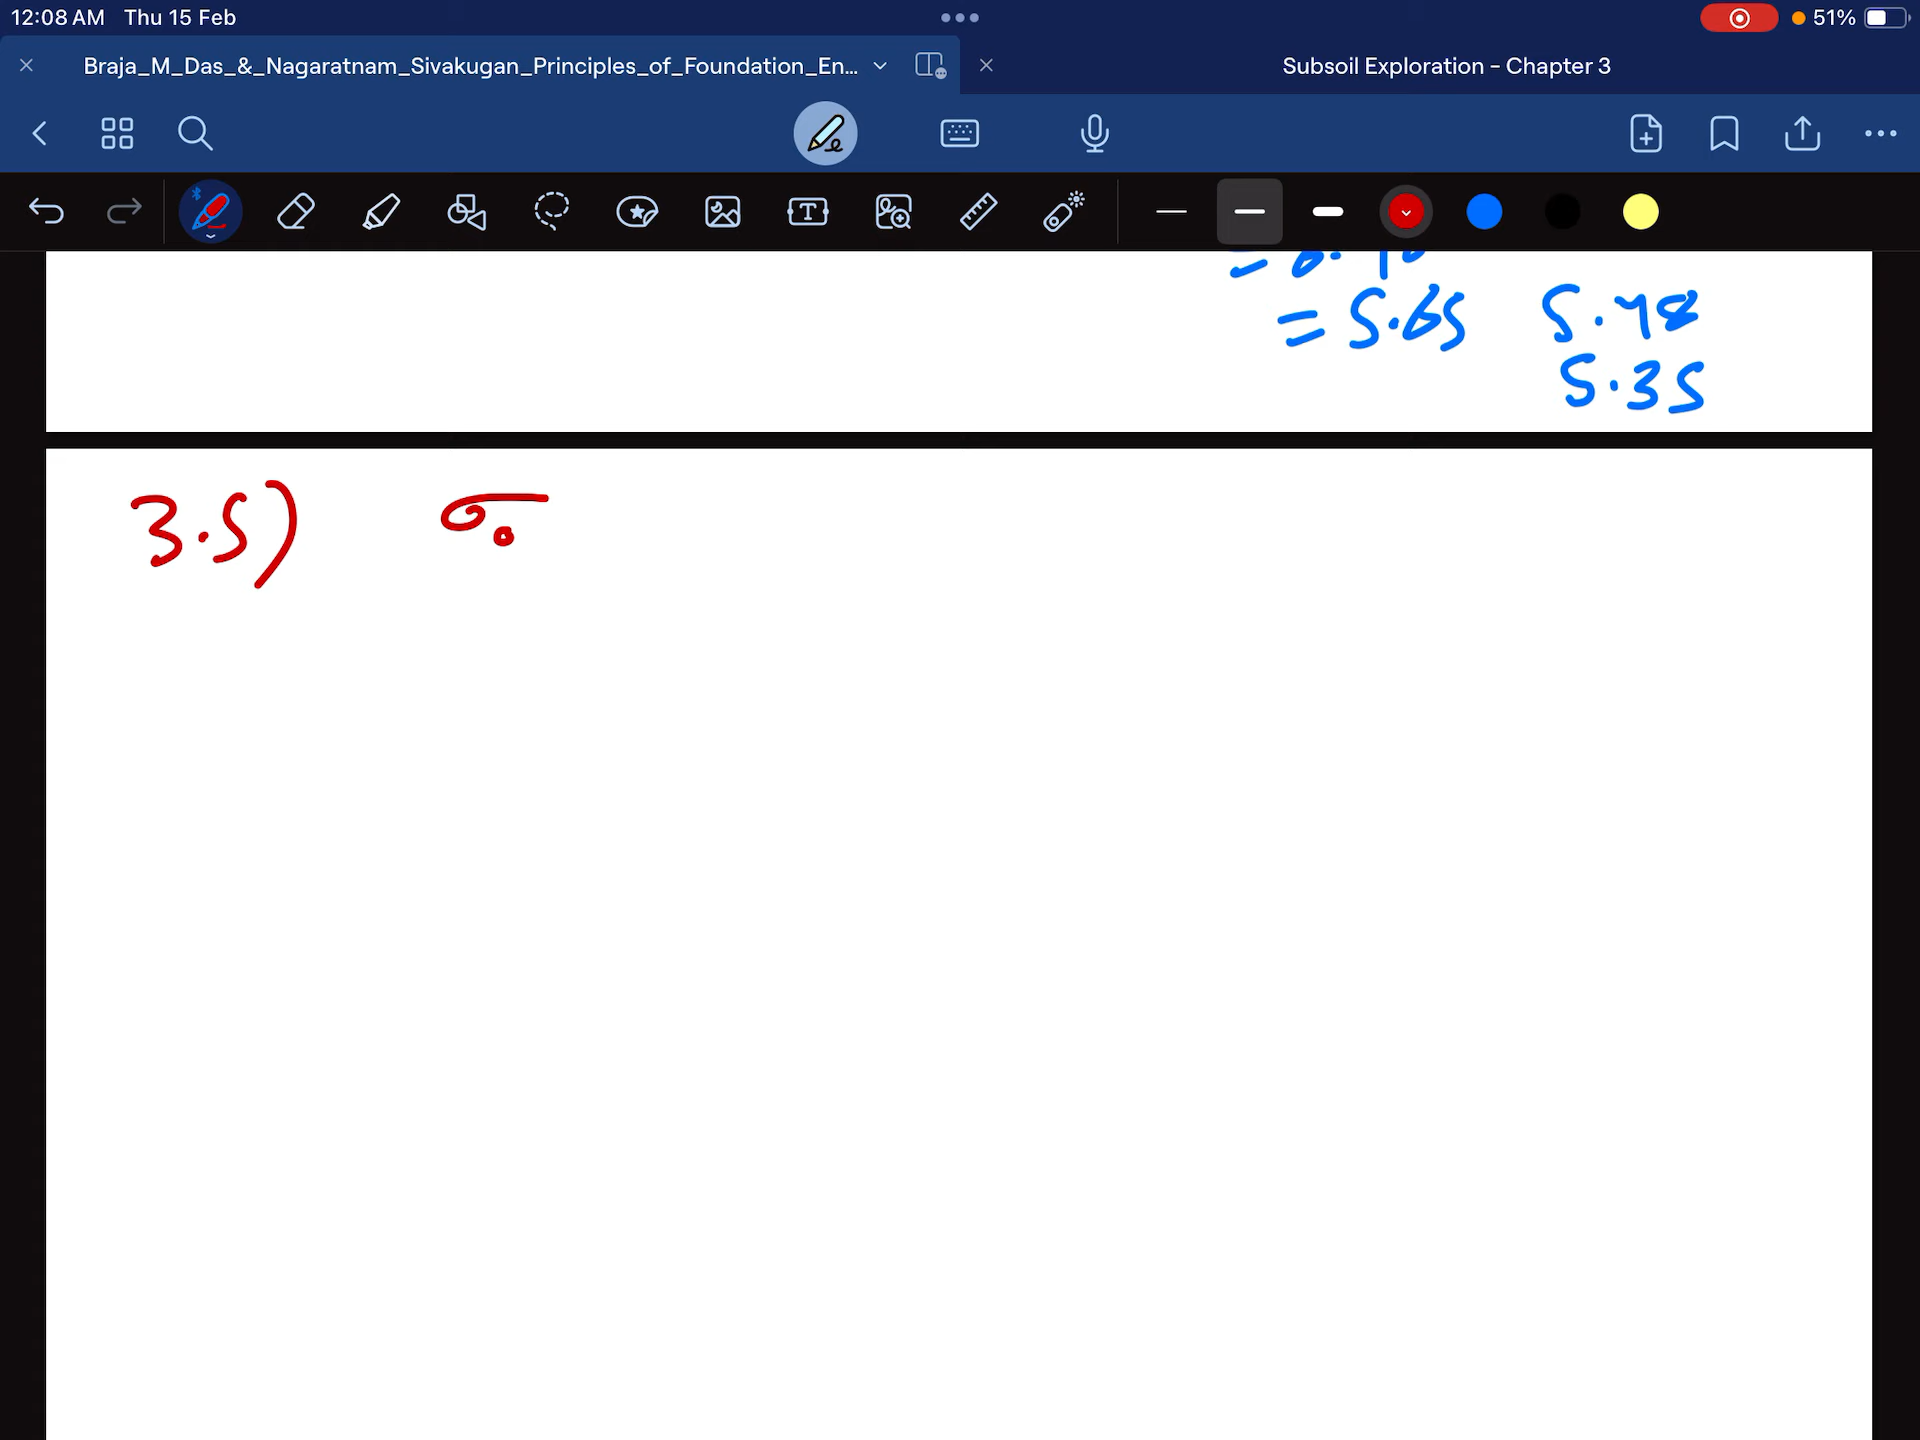 12:08 AM Thu 15 Feb 51%
Braja_M_Das_&_Nagaratnam_Sivakugan_Principles_of_Foundation_En... Subsoil Exploration - Chapter 3
= 5.65 5.78
5.35
3.5) σ₀